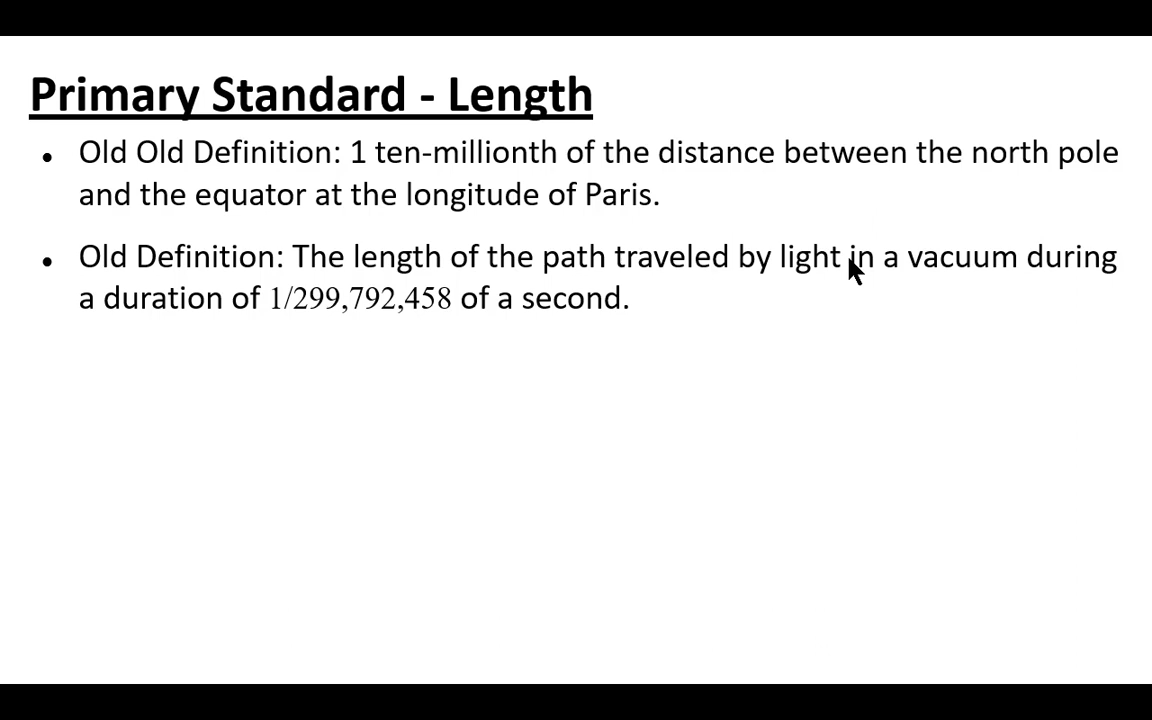 Primary Standard - Length
• Old Old Definition: 1 ten-millionth of the distance between the north pole
and the equator at the longitude of Paris.
• Old Definition: The length of the path traveled by light in a vacuum during
a duration of 1/299,792,458 of a second.